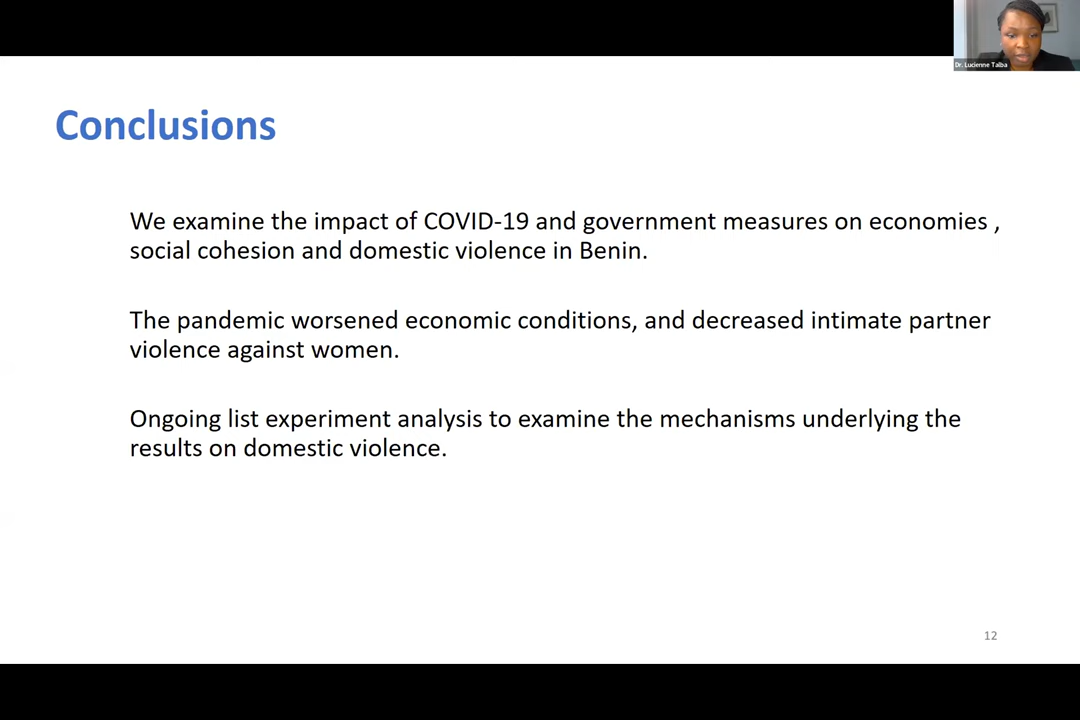 Dr. Lucienne Talba
Conclusions
We examine the impact of COVID-19 and government measures on economies ,
social cohesion and domestic violence in Benin.
The pandemic worsened economic conditions, and decreased intimate partner
violence against women.
Ongoing list experiment analysis to examine the mechanisms underlying the
results on domestic violence.
12